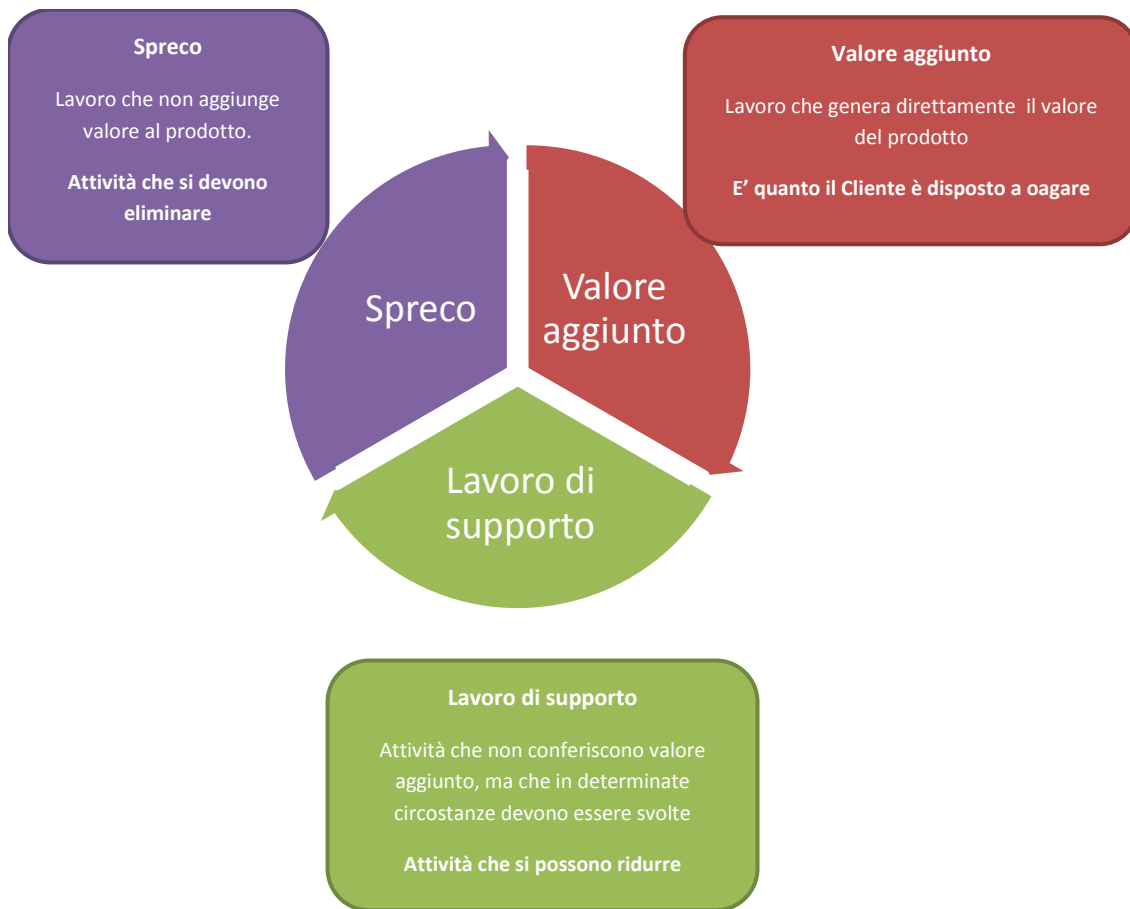 Spreco
Lavoro che non aggiunge
valore al prodotto.
Attività che si devono
eliminare
Valore aggiunto
Lavoro che genera direttamente  il valore
del prodotto
E’ quanto il Cliente è disposto a oagare
Spreco
Valore
aggiunto
Lavoro di
supporto
Lavoro di supporto
Attività che non conferiscono valore
aggiunto, ma che in determinate
circostanze devono essere svolte
Attività che si possono ridurre